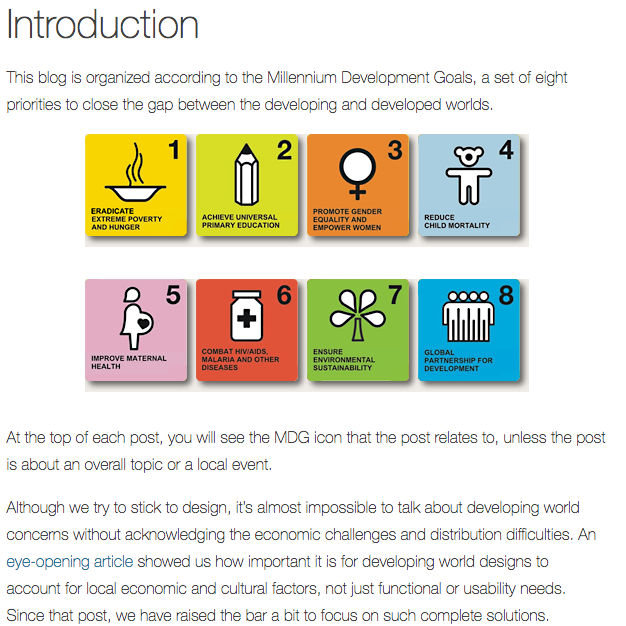 Introduction
This blog is organized according to the Millennium Development Goals, a set of eight
priorities to close the gap between the developing and developed worlds.
1
ERADICATE
EXTREME POVERTY
AND HUNGER
2
ACHIEVE UNIVERSAL
PRIMARY EDUCATION
3
PROMOTE GENDER
EQUALITY AND
EMPOWER WOMEN
4
REDUCE
CHILD MORTALITY
5
IMPROVE MATERNAL
HEALTH
6
COMBAT HIV/AIDS,
MALARIA AND OTHER
DISEASES
7
ENSURE
ENVIRONMENTAL
SUSTAINABILITY
8
GLOBAL
PARTNERSHIP FOR
DEVELOPMENT
At the top of each post, you will see the MDG icon that the post relates to, unless the post
is about an overall topic or a local event.
Although we try to stick to design, it's almost impossible to talk about developing world
concerns without acknowledging the economic challenges and distribution difficulties. An
eye-opening article showed us how important it is for developing world designs to
account for local economic and cultural factors, not just functional or usability needs.
Since that post, we have raised the bar a bit to focus on such complete solutions.